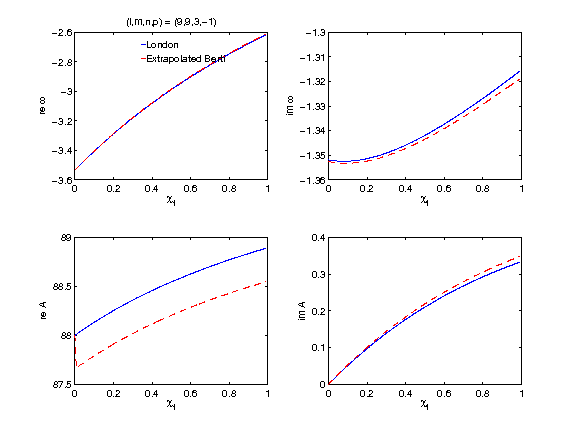 (l,m,n,p) = (9,9,3,-1)
-2.6
-2.8
-3
-3.2
-3.4
-3.6
re ω
London
Extrapolated Berti
0 0.2 0.4 0.6 0.8 1
χf
-1.3
-1.31
-1.32
-1.33
-1.34
-1.35
-1.36
im ω
0 0.2 0.4 0.6 0.8 1
χf
89
88.5
88
87.5
re A
0 0.2 0.4 0.6 0.8 1
χf
0.4
0.3
0.2
0.1
0
im A
0 0.2 0.4 0.6 0.8 1
χf